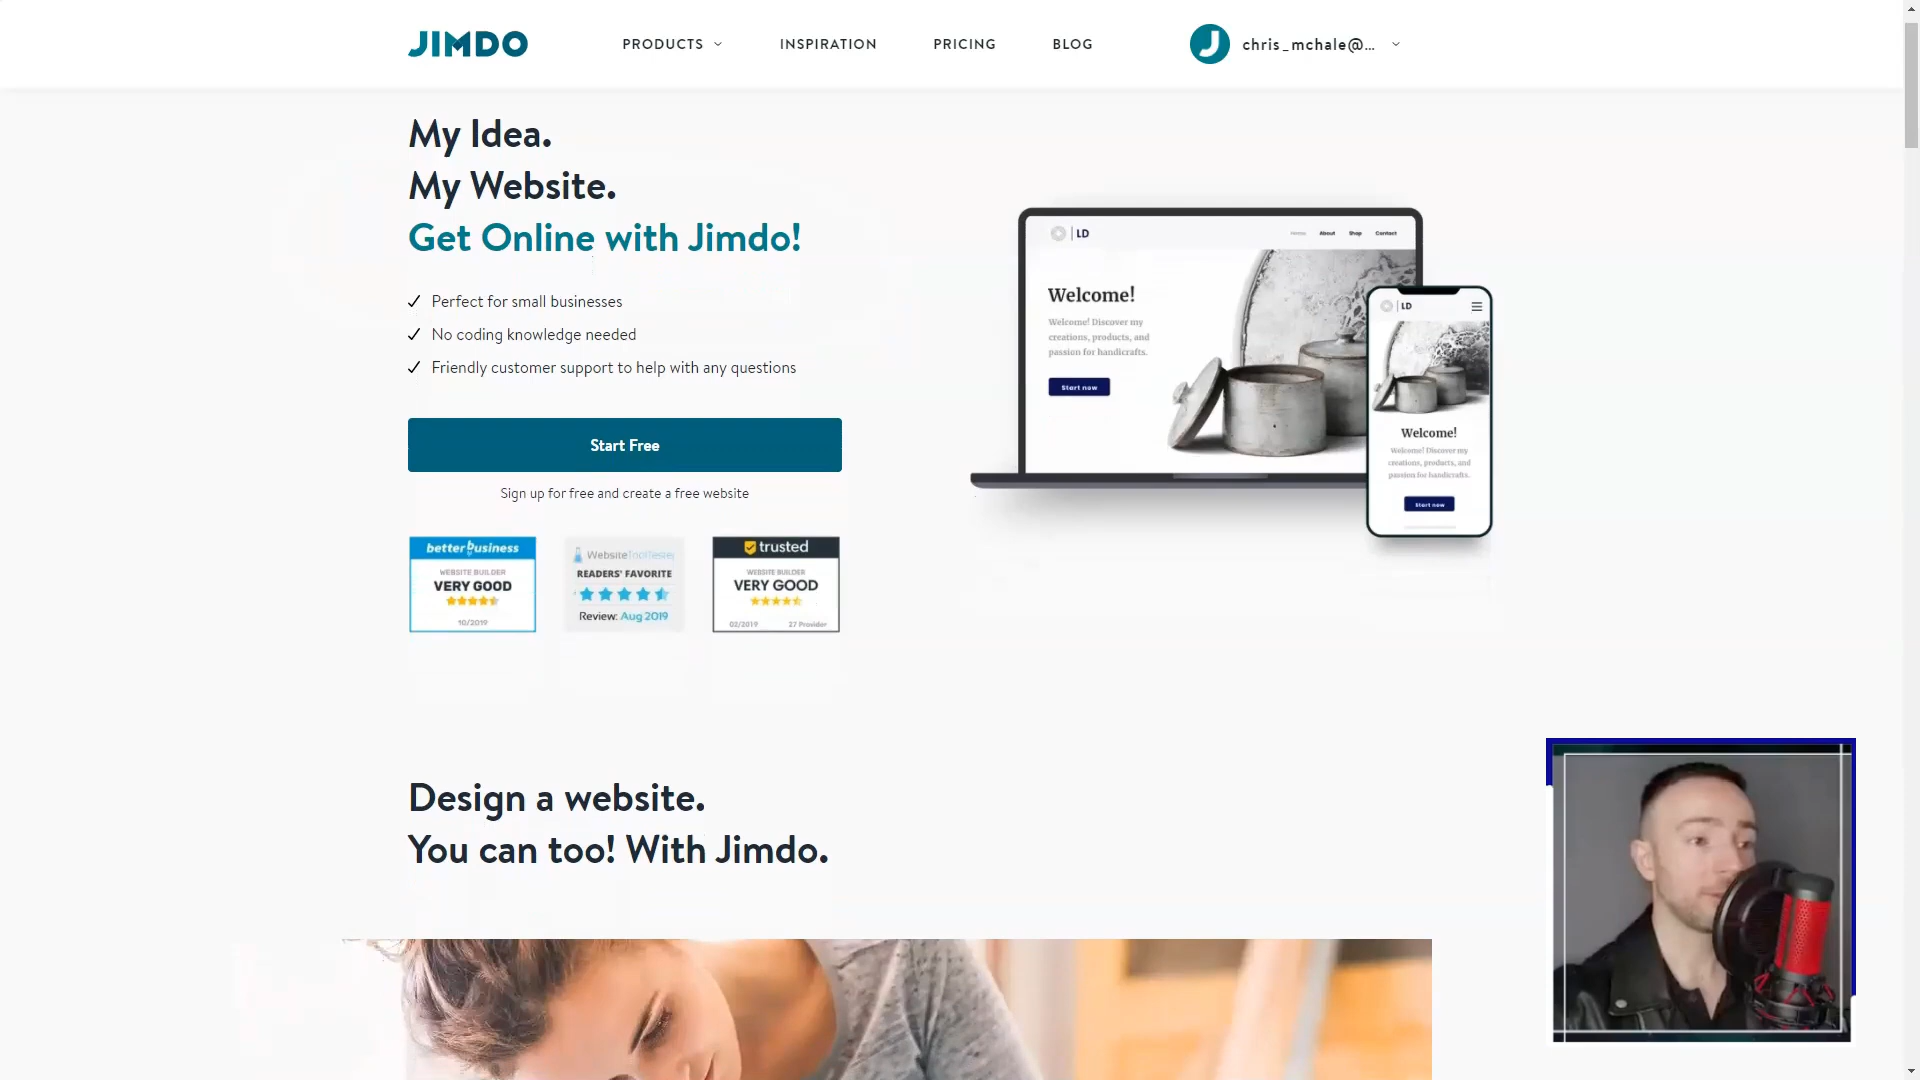 JIMDO
PRODUCTS
INSPIRATION
PRICING
BLOG
chris_mchale@...
My Idea.
My Website.
Get Online with Jimdo!
Perfect for small businesses
No coding knowledge needed
Friendly customer support to help with any questions
Start Free
Sign up for free and create a free website
betterbusiness
WEBSITE BUILDER
VERY GOOD
10/2019
WebsiteToolTester
READERS' FAVORITE
Review: Aug 2019
trusted
WEBSITE BUILDER
VERY GOOD
02/2019 27 Provider
LD
Home About Shop Contact
Welcome!
Welcome! Discover my
creations, products, and
passion for handicrafts.
Start now
LD
Welcome!
Welcome! Discover my
creations, products, and
passion for handicrafts.
Start now
Design a website.
You can too! With Jimdo.